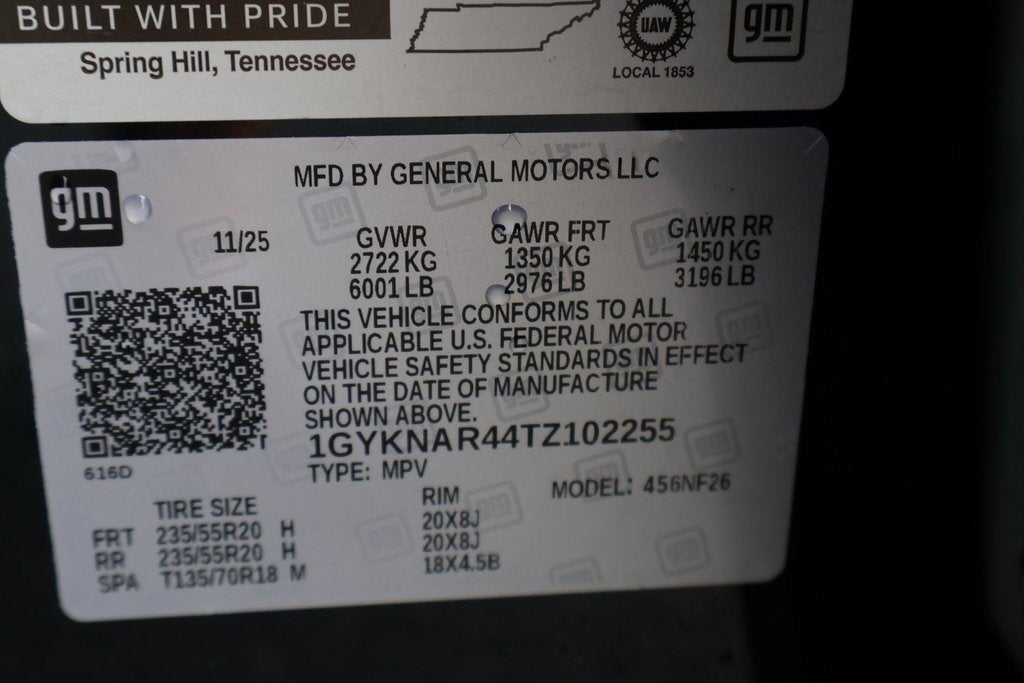 BUILT WITH PRIDE
Spring Hill, Tennessee
UAW
LOCAL 1853
gm
gm
MFD BY GENERAL MOTORS LLC
11/25
GVWR GAWR FRT GAWR RR
2722 KG 1350 KG 1450 KG
6001 LB 2976 LB 3196 LB
THIS VEHICLE CONFORMS TO ALL
APPLICABLE U.S. FEDERAL MOTOR
VEHICLE SAFETY STANDARDS IN EFFECT
ON THE DATE OF MANUFACTURE
SHOWN ABOVE.
1GYKNAR44TZ102255
616D
TYPE: MPV
MODEL: 456NF26
TIRE SIZE RIM
FRT 235/55R20 H 20X8J
RR 235/55R20 H 20X8J
SPA T135/70R18 M 18X4.5B